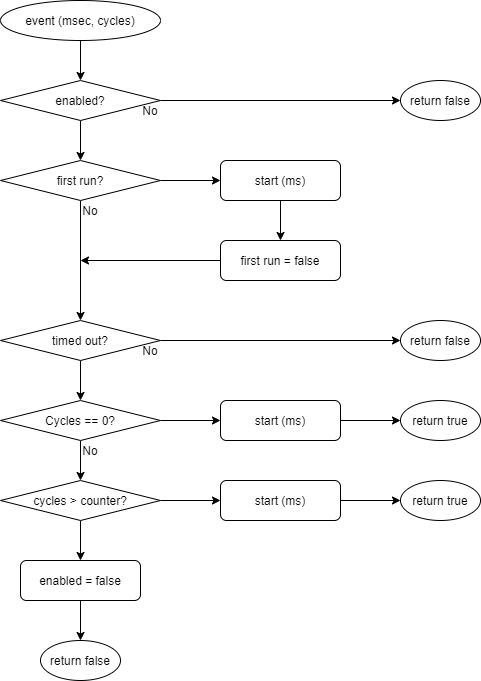 event (msec, cycles)
enabled?
No
return false
first run?
start (ms)
No
first run = false
timed out?
No
return false
Cycles == 0?
start (ms)
return true
No
cycles > counter?
start (ms)
return true
enabled = false
return false